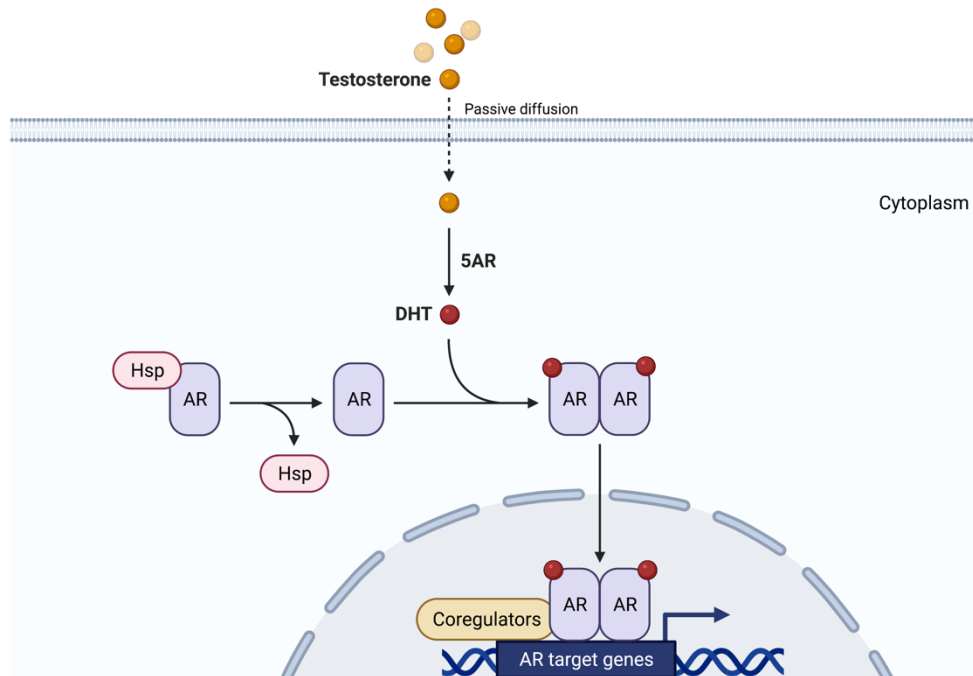 Testosterone
Passive diffusion
Cytoplasm
5AR
DHT
Hsp
AR
AR
AR
AR
Hsp
AR
AR
Coregulators
AR target genes